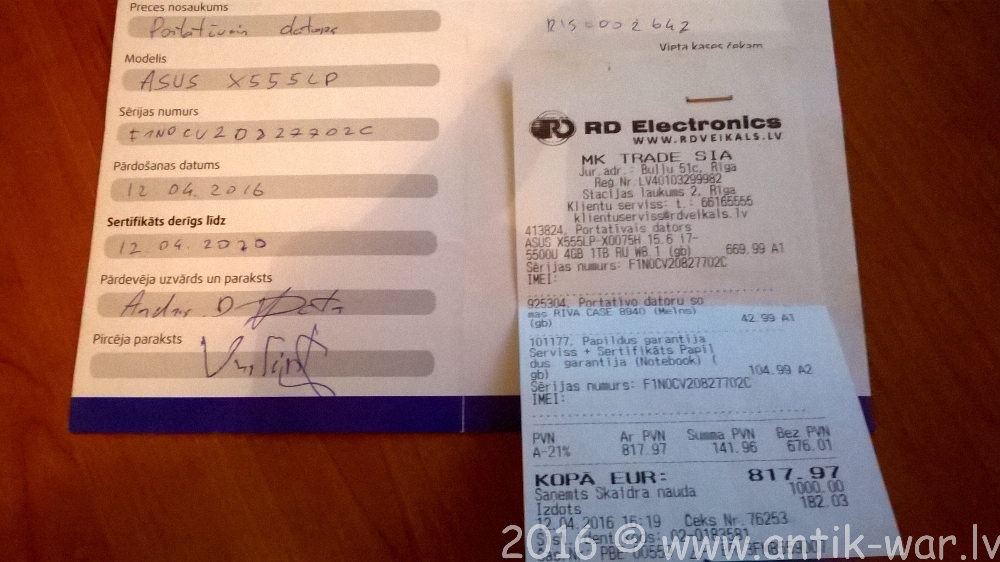 Preces nosaukums
Portatīvais dators
Modelis
ASUS X555LP
Sērijas numurs
F1N0CV20827702C
Pārdošanas datums
12.04.2016
Sertifikāts derīgs līdz
12.04.2020
Pārdevēja uzvārds un paraksts
Pircēja paraksts
RIS0002642
Vieta kases čekam
RD Electronics
WWW.RDVEIKALS.LV
MK TRADE SIA
Jur.adr.: Buļļu 51c, Rīga
Reg.Nr.LV40103299982
Stacijas laukums 2, Rīga
Klientu serviss: t.: 66165555
klientuserviss@rdveikals.lv
413824, Portatīvais dators
ASUS X555LP-XO075H 15.6 i7-
5500U 4GB 1TB RU W8.1 (gb) 669.99 A1
Sērijas numurs: F1N0CV20827702C
IMEI:
925304, Portatīvo datoru so
mas RIVA CASE 8940 (Melns)
(gb) 42.99 A1
101177, Papildus garantija
Serviss + Sertifikāts Papil
dus garantija (Notebook) (
gb) 104.99 A2
Sērijas numurs: F1N0CV20827702C
IMEI:
PVN Ar PVN Summa PVN Bez PVN
A-21% 817.97 141.96 676.01
KOPĀ EUR: 817.97
Saņemts Skaidra nauda 1000.00
Izdots 182.03
12.04.2016 15:19 Čeks Nr.76253
2016 © www.antik-war.lv